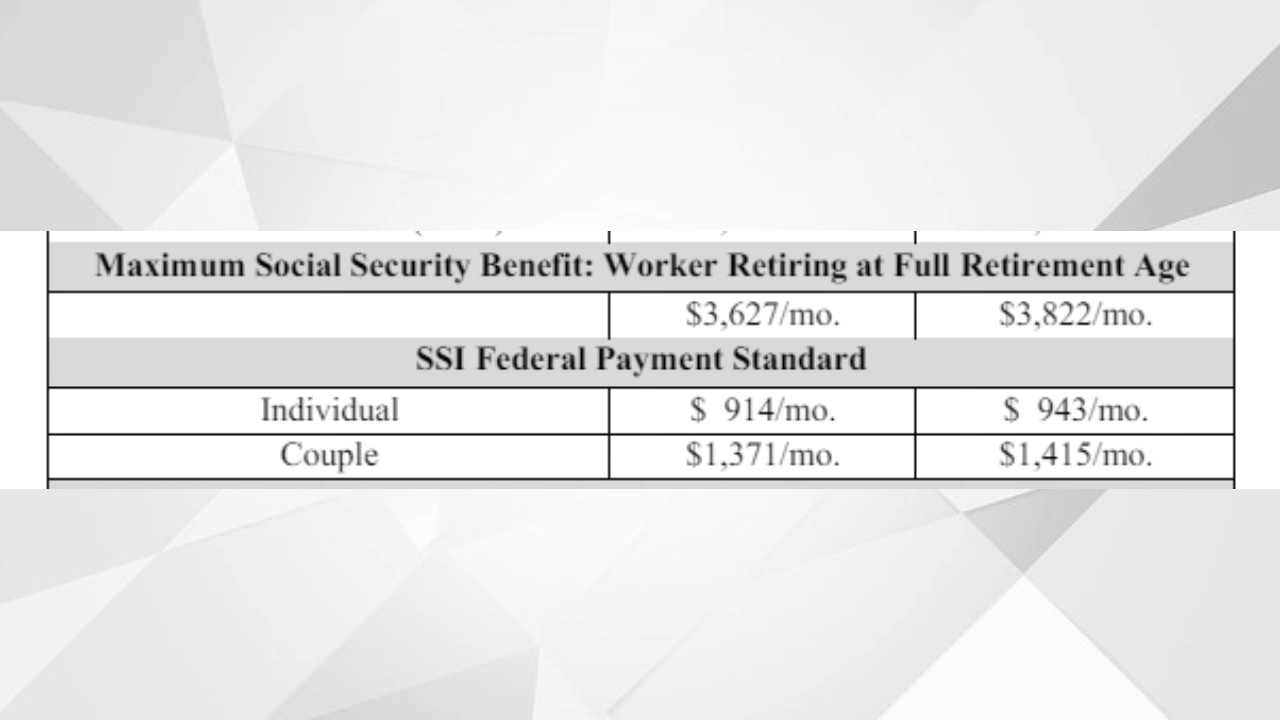 Maximum Social Security Benefit: Worker Retiring at Full Retirement Age
$3,627/mo. $3,822/mo.
SSI Federal Payment Standard
Individual $ 914/mo. $ 943/mo.
Couple $1,371/mo. $1,415/mo.